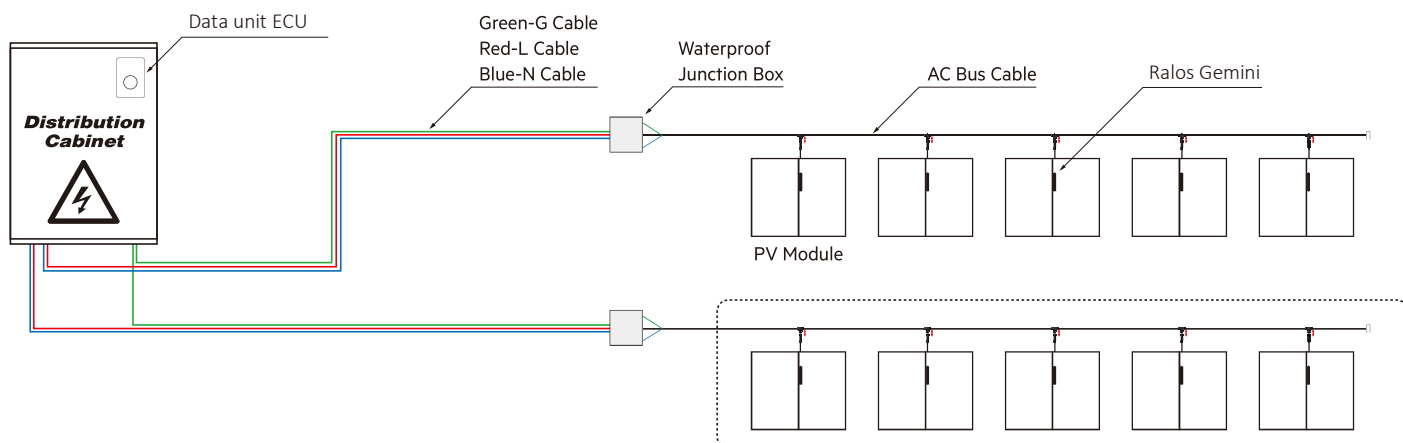 Data unit ECU
Green-G Cable
Red-L Cable
Blue-N Cable
Waterproof
Junction Box
AC Bus Cable
Ralos Gemini
Distribution
Cabinet
PV Module